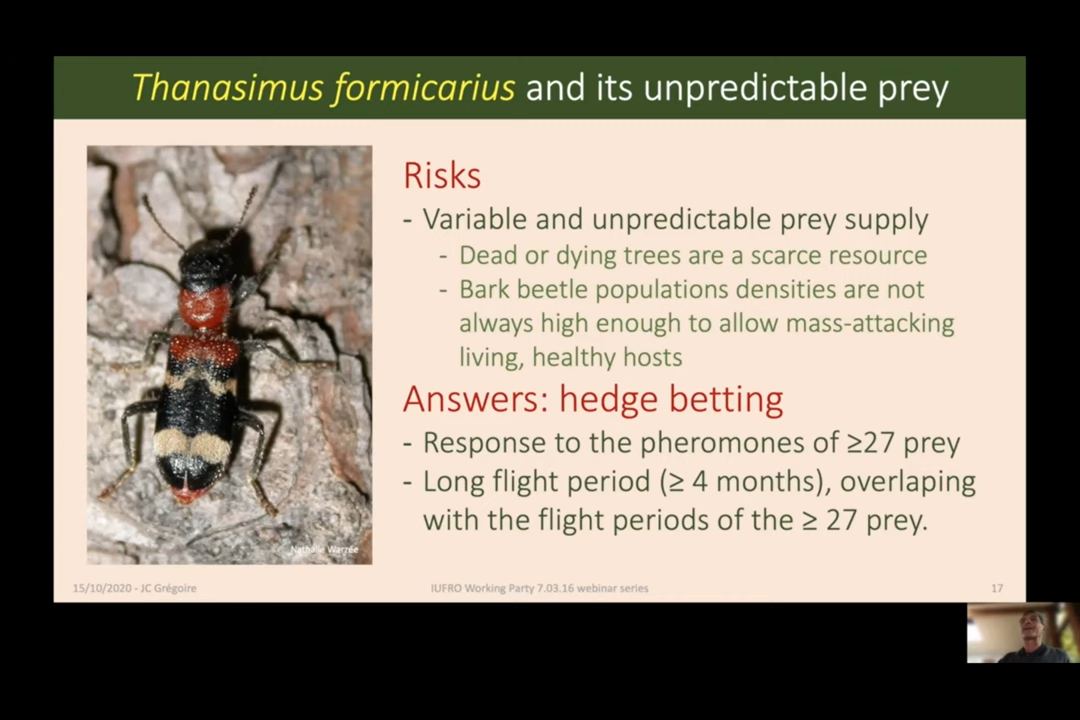 Thanasimus formicarius and its unpredictable prey
Risks
- Variable and unpredictable prey supply
- Dead or dying trees are a scarce resource
- Bark beetle populations densities are not
always high enough to allow mass-attacking
living, healthy hosts
Answers: hedge betting
- Response to the pheromones of ≥27 prey
- Long flight period (≥ 4 months), overlaping
with the flight periods of the ≥ 27 prey.
Nathalie Warzée
15/10/2020 - JC Grégoire
IUFRO Working Party 7.03.16 webinar series
17